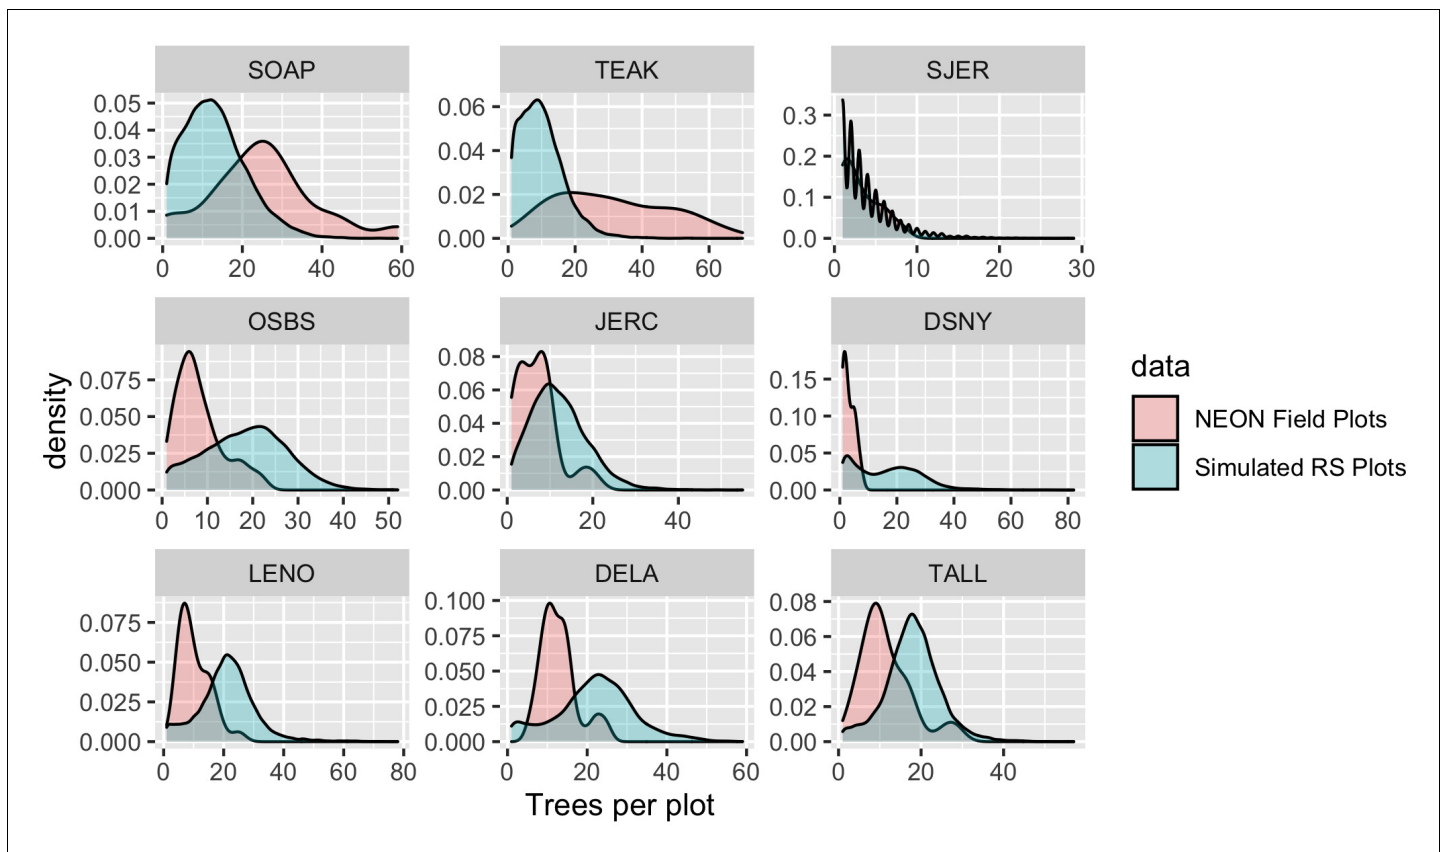 SOAP TEAK SJER
0.05 0.04 0.03 0.02 0.01 0.00
0 20 40 60
0.06 0.04 0.02 0.00
0 20 40 60
0.3 0.2 0.1 0.0
0 10 20 30
OSBS JERC DSNY
0.075 0.050 0.025 0.000
0 10 20 30 40 50
0.08 0.06 0.04 0.02 0.00
0 20 40
0.15 0.10 0.05 0.00
0 20 40 60 80
LENO DELA TALL
0.075 0.050 0.025 0.000
0 20 40 60 80
0.100 0.075 0.050 0.025 0.000
0 20 40 60
0.08 0.06 0.04 0.02 0.00
0 20 40
density
Trees per plot
data
NEON Field Plots
Simulated RS Plots